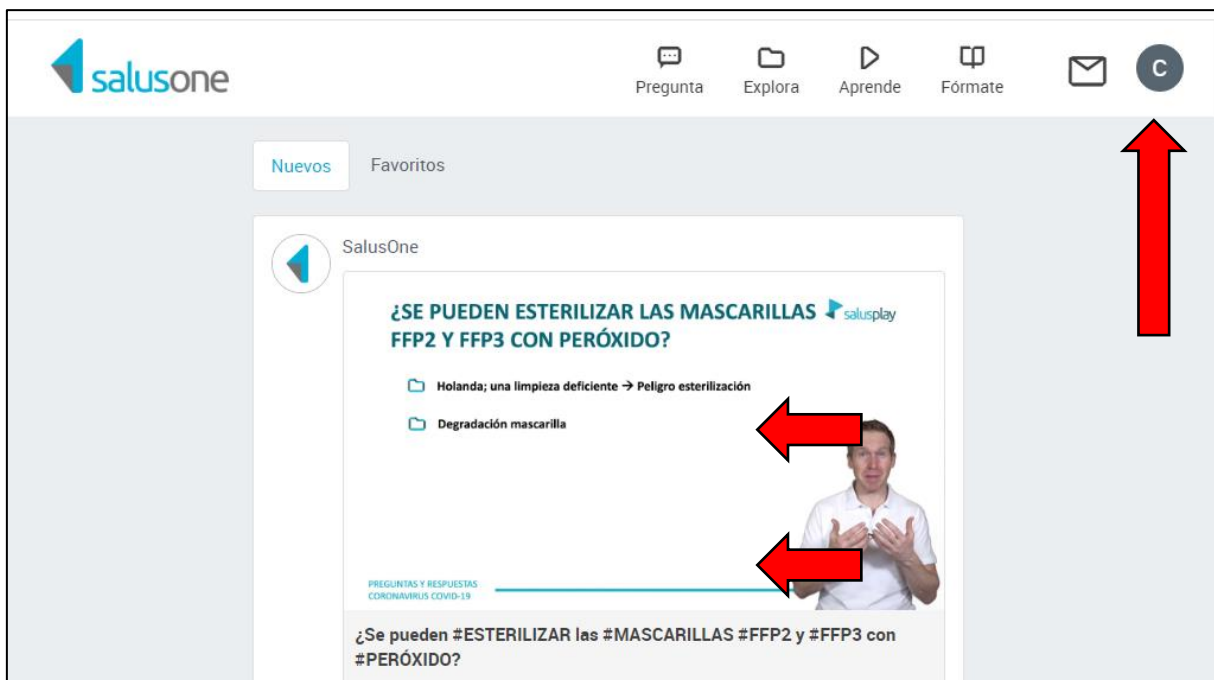 salusone
Pregunta Explora Aprende Fórmate
C
Nuevos Favoritos
SalusOne
¿SE PUEDEN ESTERILIZAR LAS MASCARILLAS
FFP2 Y FFP3 CON PERÓXIDO?
salusplay
Holanda; una limpieza deficiente → Peligro esterilización
Degradación mascarilla
PREGUNTAS Y RESPUESTAS
CORONAVIRUS COVID-19
¿Se pueden #ESTERILIZAR las #MASCARILLAS #FFP2 y #FFP3 con
#PERÓXIDO?